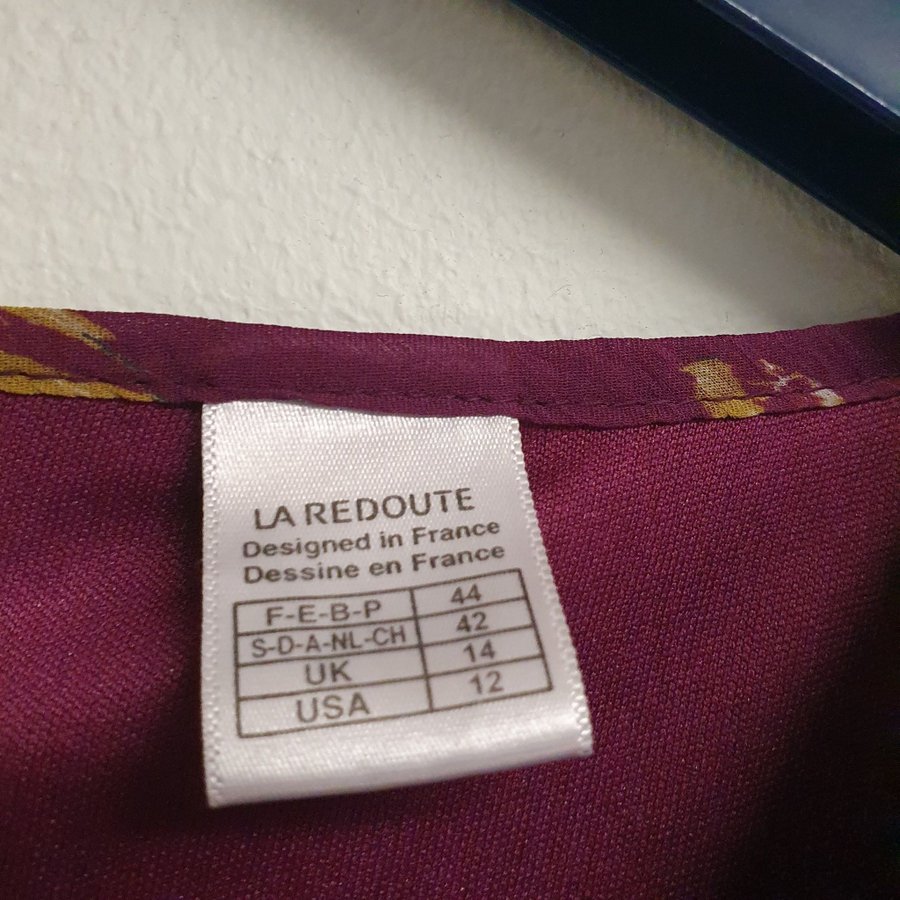 LA REDOUTE
Designed in France
Dessine en France
F-E-B-P 44
S-D-A-NL-CH 42
UK 14
USA 12